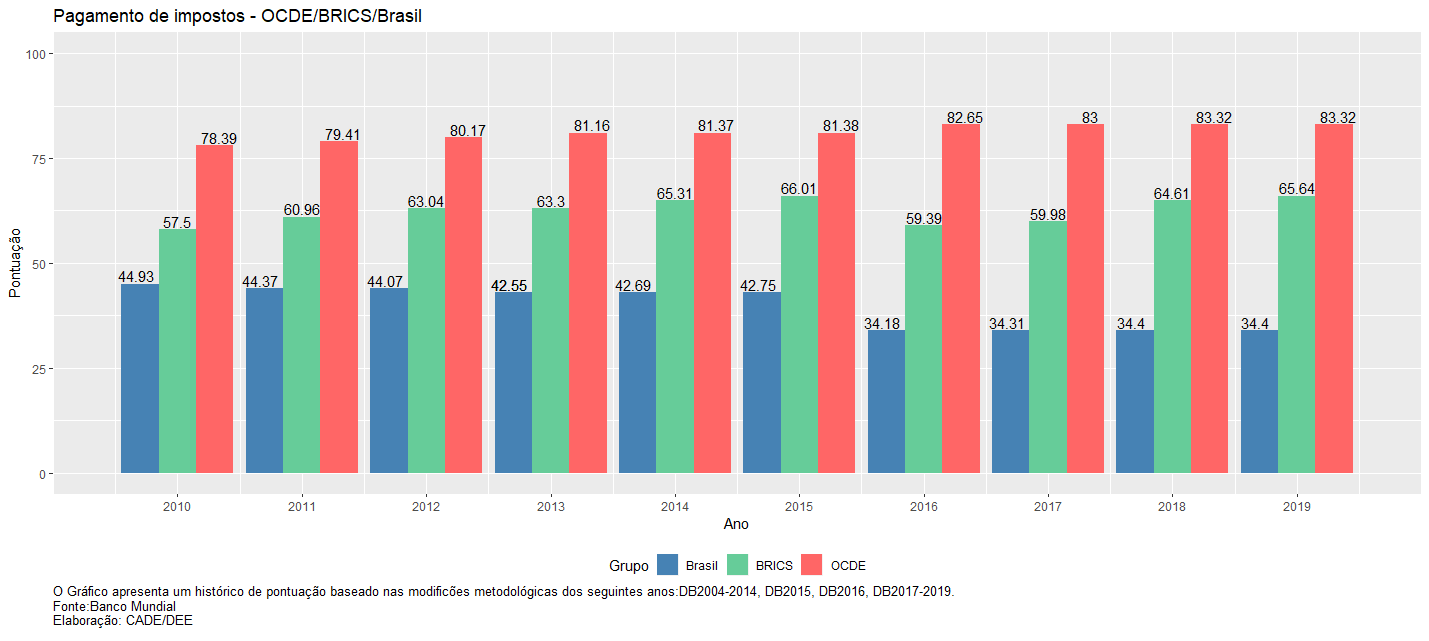 Pagamento de impostos - OCDE/BRICS/Brasil
Pontuação
100
75
50
25
0
44.93 57.5 78.39
44.37 60.96 79.41
44.07 63.04 80.17
42.55 63.3 81.16
42.69 65.31 81.37
42.75 66.01 81.38
34.18 59.39 82.65
34.31 59.98 83
34.4 64.61 83.32
34.4 65.64 83.32
2010 2011 2012 2013 2014 2015 2016 2017 2018 2019
Ano
Grupo Brasil BRICS OCDE
O Gráfico apresenta um histórico de pontuação baseado nas modificões metodológicas dos seguintes anos:DB2004-2014, DB2015, DB2016, DB2017-2019.
Fonte:Banco Mundial
Elaboração: CADE/DEE